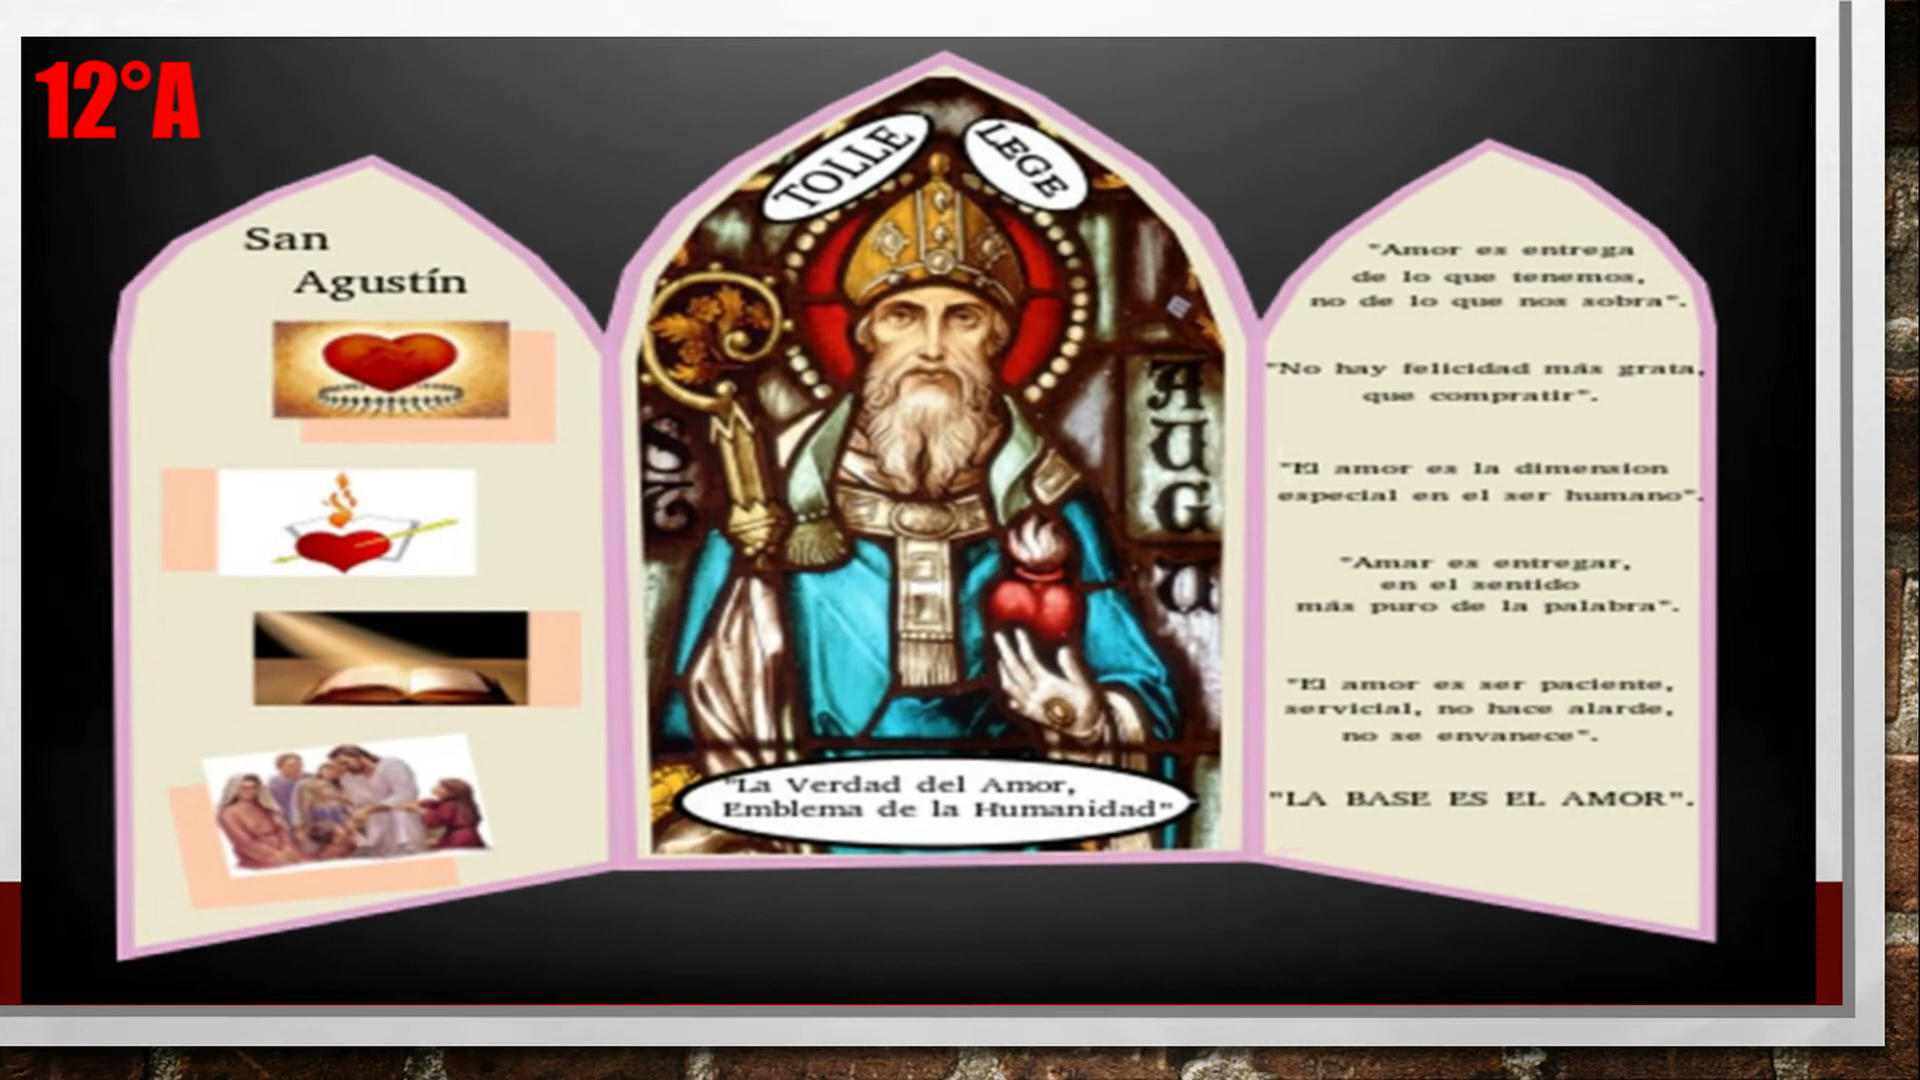 12°A
San
Agustín
TOLLE
LEGE
S
A
U
G
U
"La Verdad del Amor,
Emblema de la Humanidad"
"Amor es entrega
de lo que tenemos,
no de lo que nos sobra".
"No hay felicidad más grata,
que compratir".
"El amor es la dimension
especial en el ser humano".
"Amar es entregar,
en el sentido
más puro de la palabra".
"El amor es ser paciente,
servicial, no hace alarde,
no se envanece".
"LA BASE ES EL AMOR".